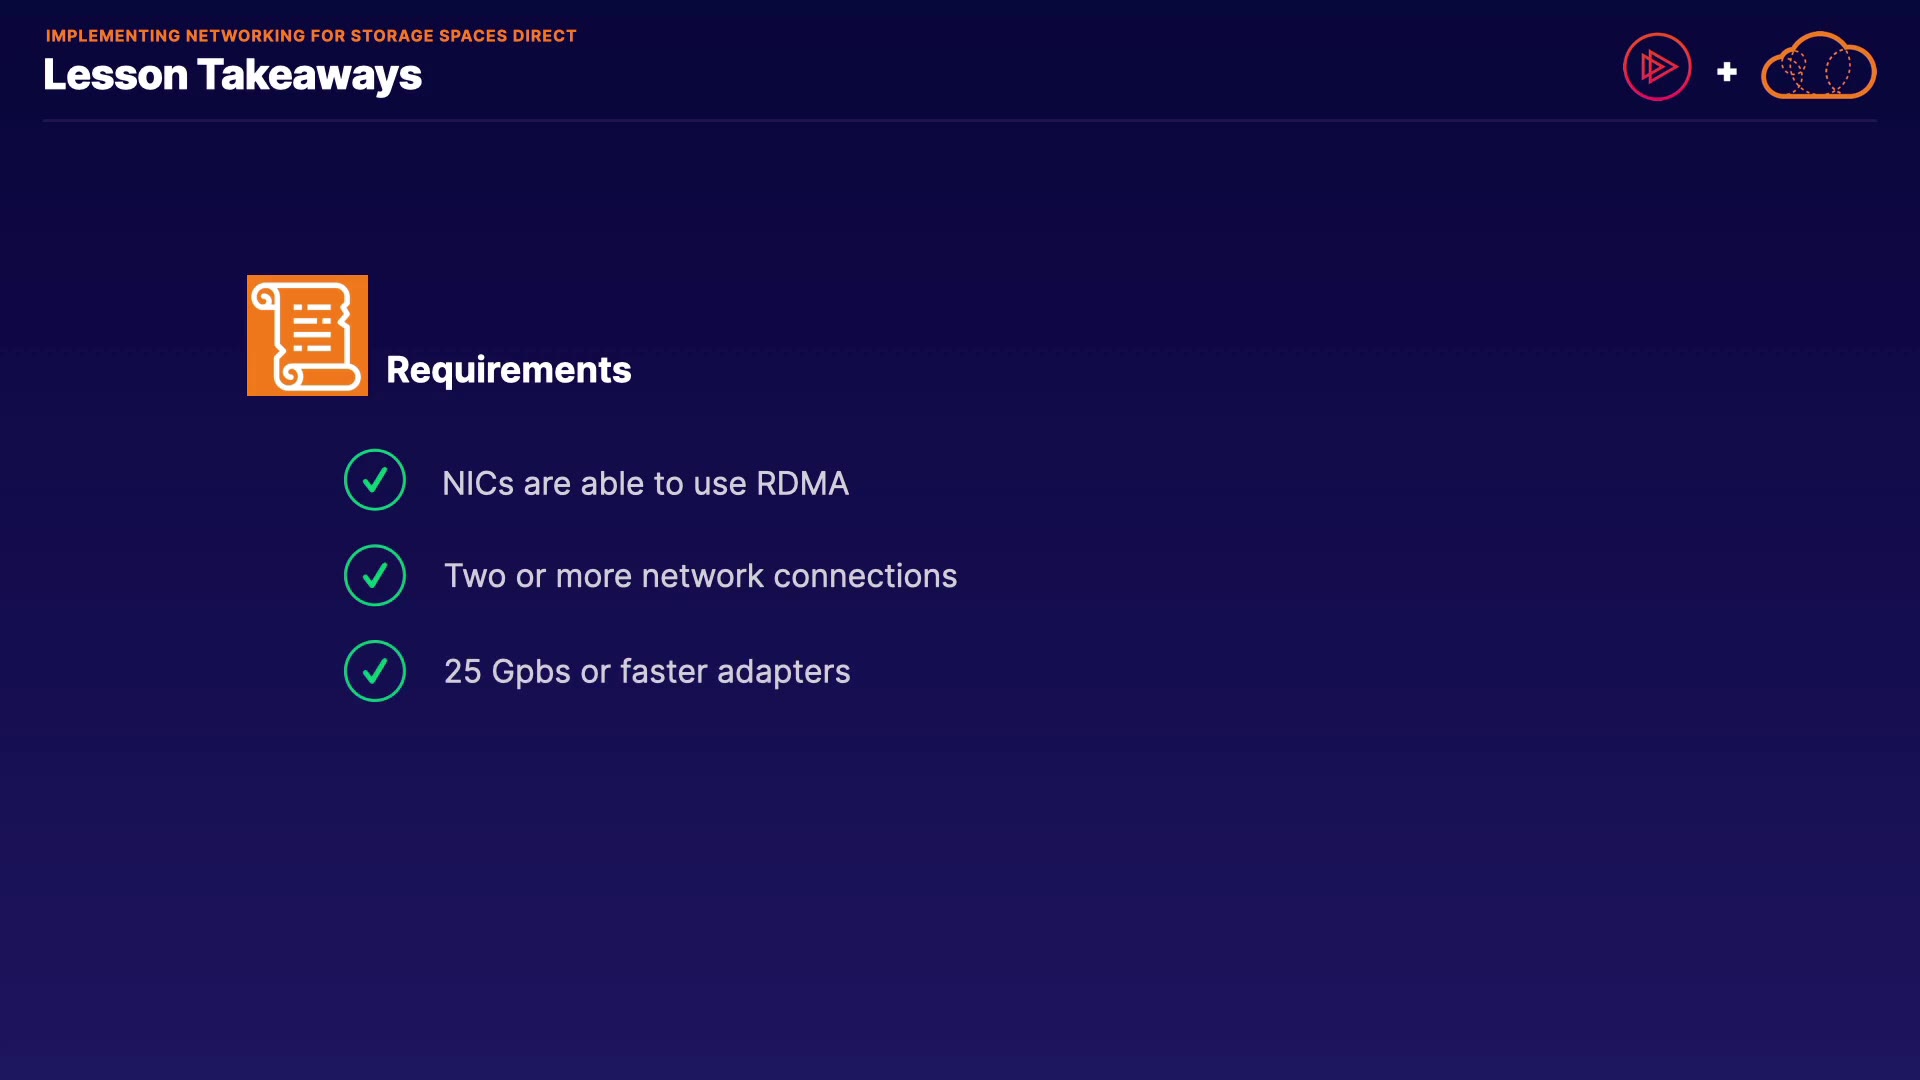 IMPLEMENTING NETWORKING FOR STORAGE SPACES DIRECT
Lesson Takeaways
Requirements
NICs are able to use RDMA
Two or more network connections
25 Gpbs or faster adapters